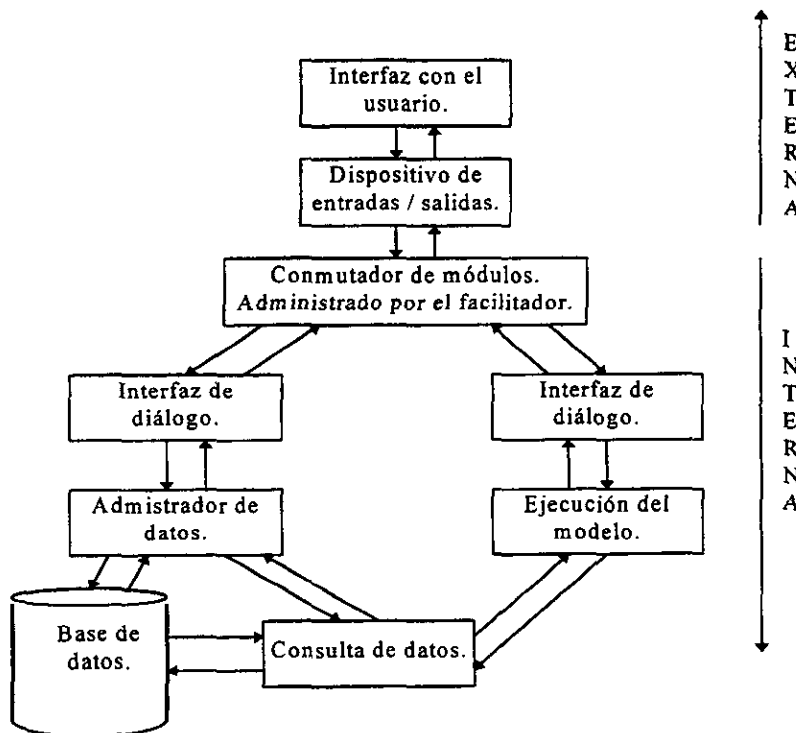 Interfaz con el
usuario.
Dispositivo de
entradas / salidas.
Conmutador de módulos.
Administrado por el facilitador.
Interfaz de
diálogo.
Interfaz de
diálogo.
Admistrador de
datos.
Ejecución del
modelo.
Base de
datos.
Consulta de datos.
E
X
T
E
R
N
A
I
N
T
E
R
N
A